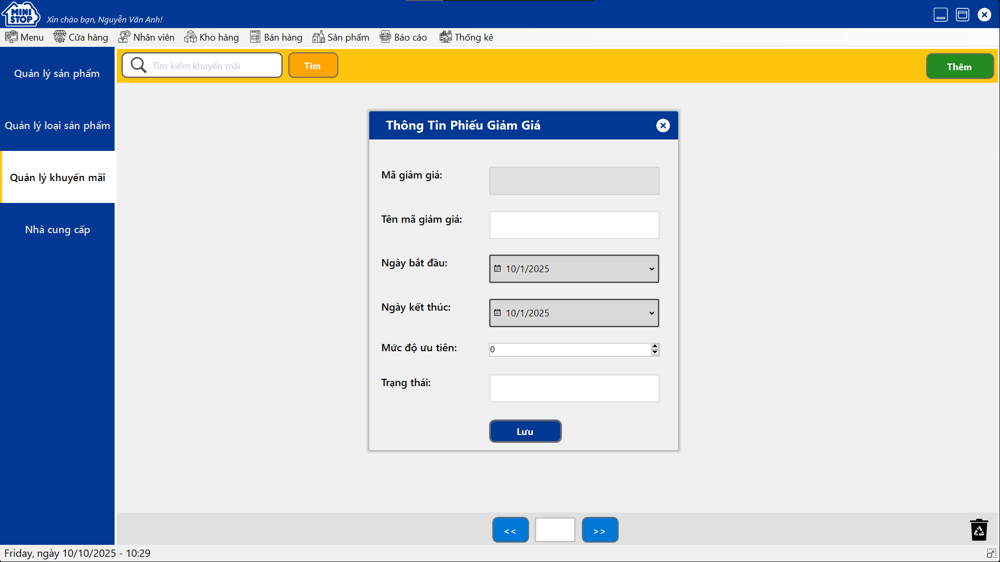 MINI
STOP
Xin chào bạn, Nguyễn Văn Anh!
Menu Cửa hàng Nhân viên Kho hàng Bán hàng Sản phẩm Báo cáo Thống kê
Tìm kiếm khuyến mãi Tìm Thêm
Quản lý sản phẩm
Quản lý loại sản phẩm
Quản lý khuyến mãi
Nhà cung cấp
Thông Tin Phiếu Giảm Giá
Mã giảm giá:
Tên mã giảm giá:
Ngày bắt đầu: 10/1/2025
Ngày kết thúc: 10/1/2025
Mức độ ưu tiên: 0
Trạng thái:
Lưu
<< >>
Friday, ngày 10/10/2025 - 10:29